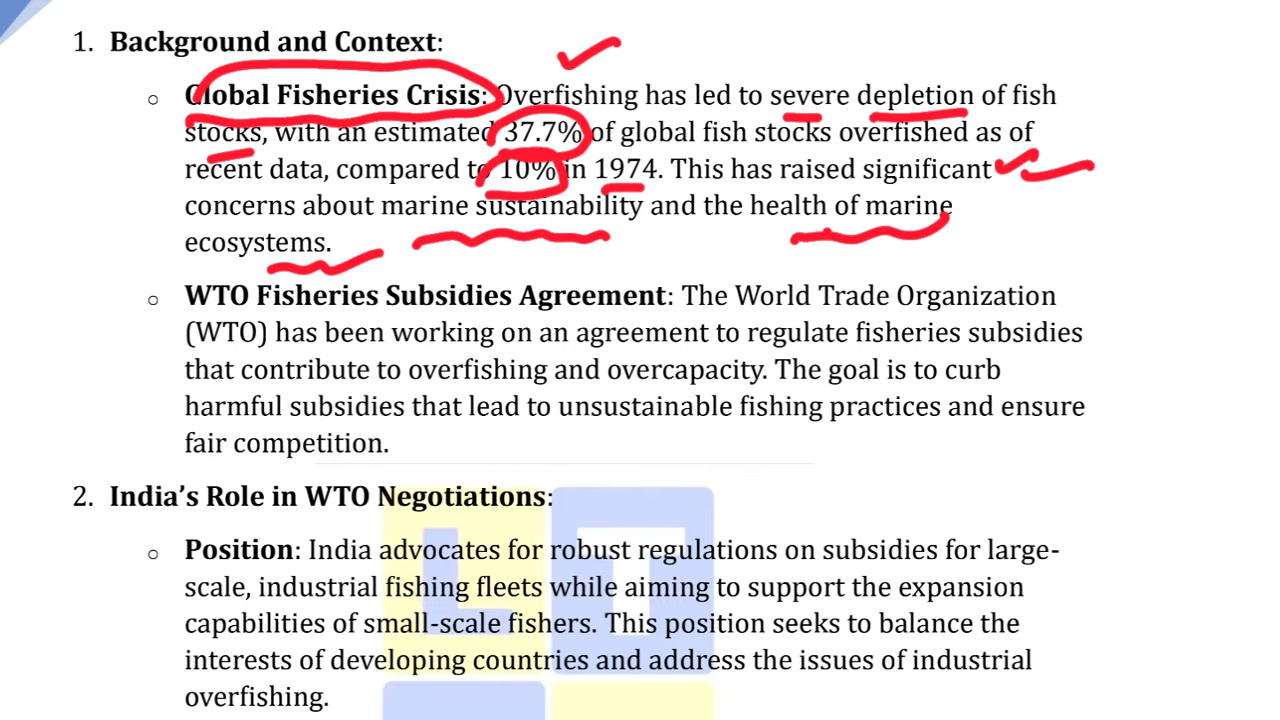 1. Background and Context:
○ Global Fisheries Crisis: Overfishing has led to severe depletion of fish
stocks, with an estimated 37.7% of global fish stocks overfished as of
recent data, compared to 10% in 1974. This has raised significant
concerns about marine sustainability and the health of marine
ecosystems.
○ WTO Fisheries Subsidies Agreement: The World Trade Organization
(WTO) has been working on an agreement to regulate fisheries subsidies
that contribute to overfishing and overcapacity. The goal is to curb
harmful subsidies that lead to unsustainable fishing practices and ensure
fair competition.
2. India’s Role in WTO Negotiations:
○ Position: India advocates for robust regulations on subsidies for large-
scale, industrial fishing fleets while aiming to support the expansion
capabilities of small-scale fishers. This position seeks to balance the
interests of developing countries and address the issues of industrial
overfishing.
L T